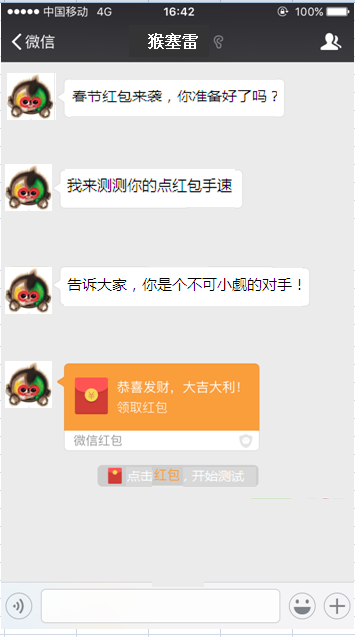 中国移动 4G 16:42 100%
微信 猴塞雷
春节红包来袭，你准备好了吗？
我来测测你的点红包手速
告诉大家，你是个不可小觑的对手！
恭喜发财，大吉大利！
领取红包
微信红包
点击红包，开始测试